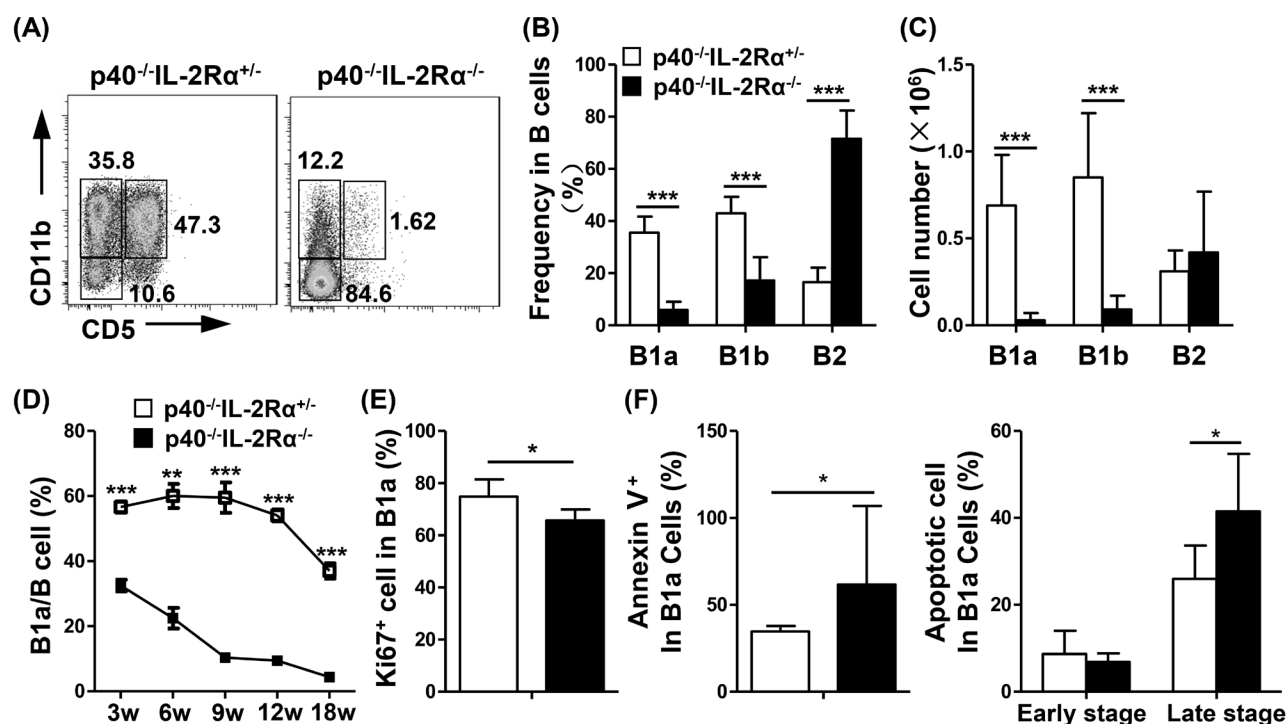 (A)
p40-/-IL-2Rα+/-
p40-/-IL-2Rα-/-
35.8
47.3
10.6
12.2
1.62
84.6
CD11b
CD5
(B)
p40-/-IL-2Rα+/-
p40-/-IL-2Rα-/-
Frequency in B cells
(%)
100
80
60
40
20
0
***
***
***
B1a
B1b
B2
(C)
Cell number (×10^6)
1.5
1.0
0.5
0.0
***
***
B1a
B1b
B2
(D)
p40-/-IL-2Rα+/-
p40-/-IL-2Rα-/-
B1a/B cell (%)
80
60
40
20
0
***
**
***
***
***
3w
6w
9w
12w
18w
(E)
Ki67+ cell in B1a (%)
100
80
60
40
20
0
*
(F)
Annexin V+
In B1a Cells (%)
150
100
50
0
*
Apoptotic cell
In B1a Cells (%)
60
40
20
0
*
Early stage
Late stage